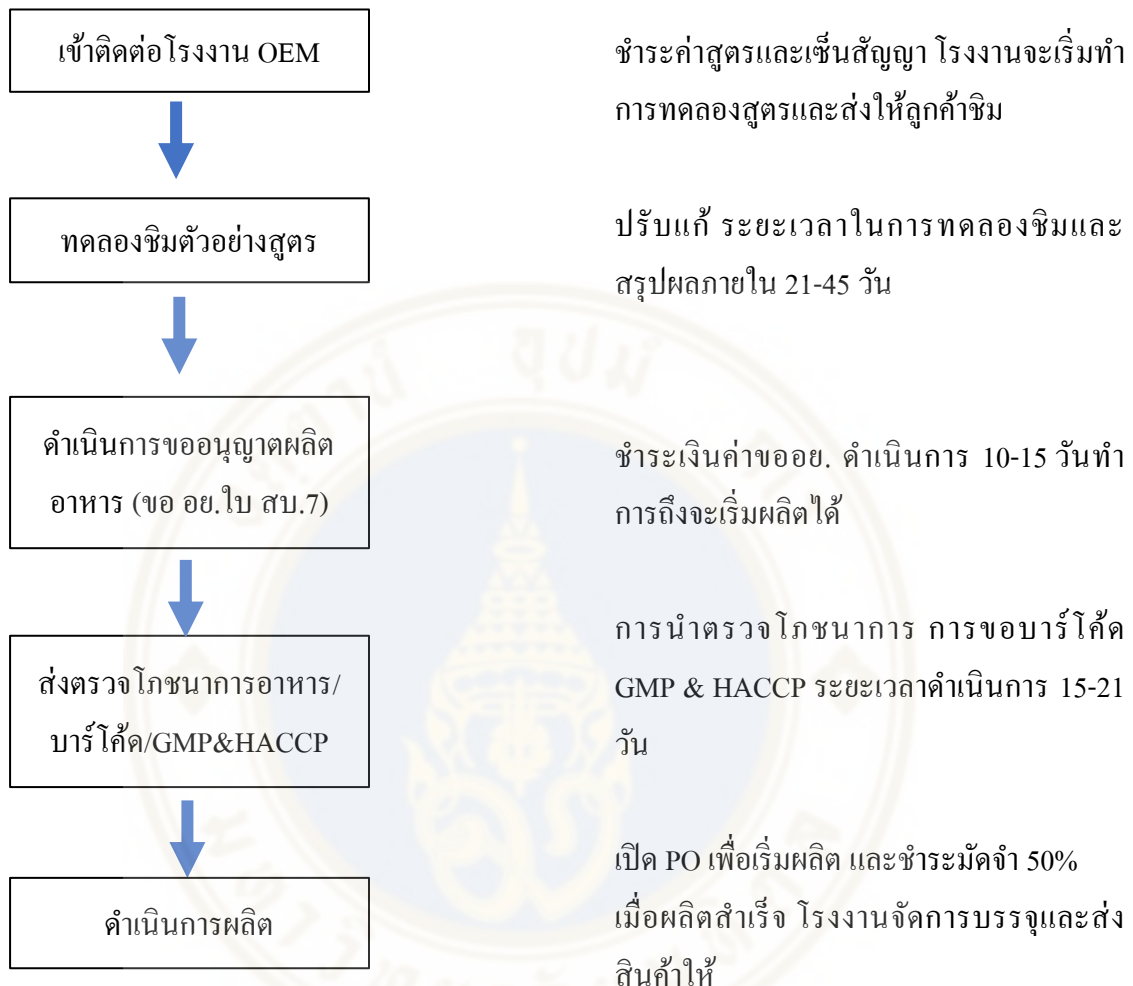 เข้าติดต่อโรงงาน OEM
ชำระค่าสูตรและเซ็นสัญญา โรงงานจะเริ่มทำ
การทดลองสูตรและส่งให้ลูกค้าชิม
ทดลองชิมตัวอย่างสูตร
ปรับแก้ ระยะเวลาในการทดลองชิมและ
สรุปผลภายใน 21-45 วัน
ดำเนินการขออนุญาตผลิต
อาหาร (ขอ อย.ใบ สบ.7)
ชำระเงินค่าขออย. ดำเนินการ 10-15 วันทำ
การถึงจะเริ่มผลิตได้
ส่งตรวจโภชนาการอาหาร/
บาร์โค้ด/GMP&HACCP
การนำตรวจโภชนาการ การขอบาร์โค้ด
GMP & HACCP ระยะเวลาดำเนินการ 15-21
วัน
ดำเนินการผลิต
เปิด PO เพื่อเริ่มผลิต และชำระมัดจำ 50%
เมื่อผลิตสำเร็จ โรงงานจัดการบรรจุและส่ง
สินค้าให้